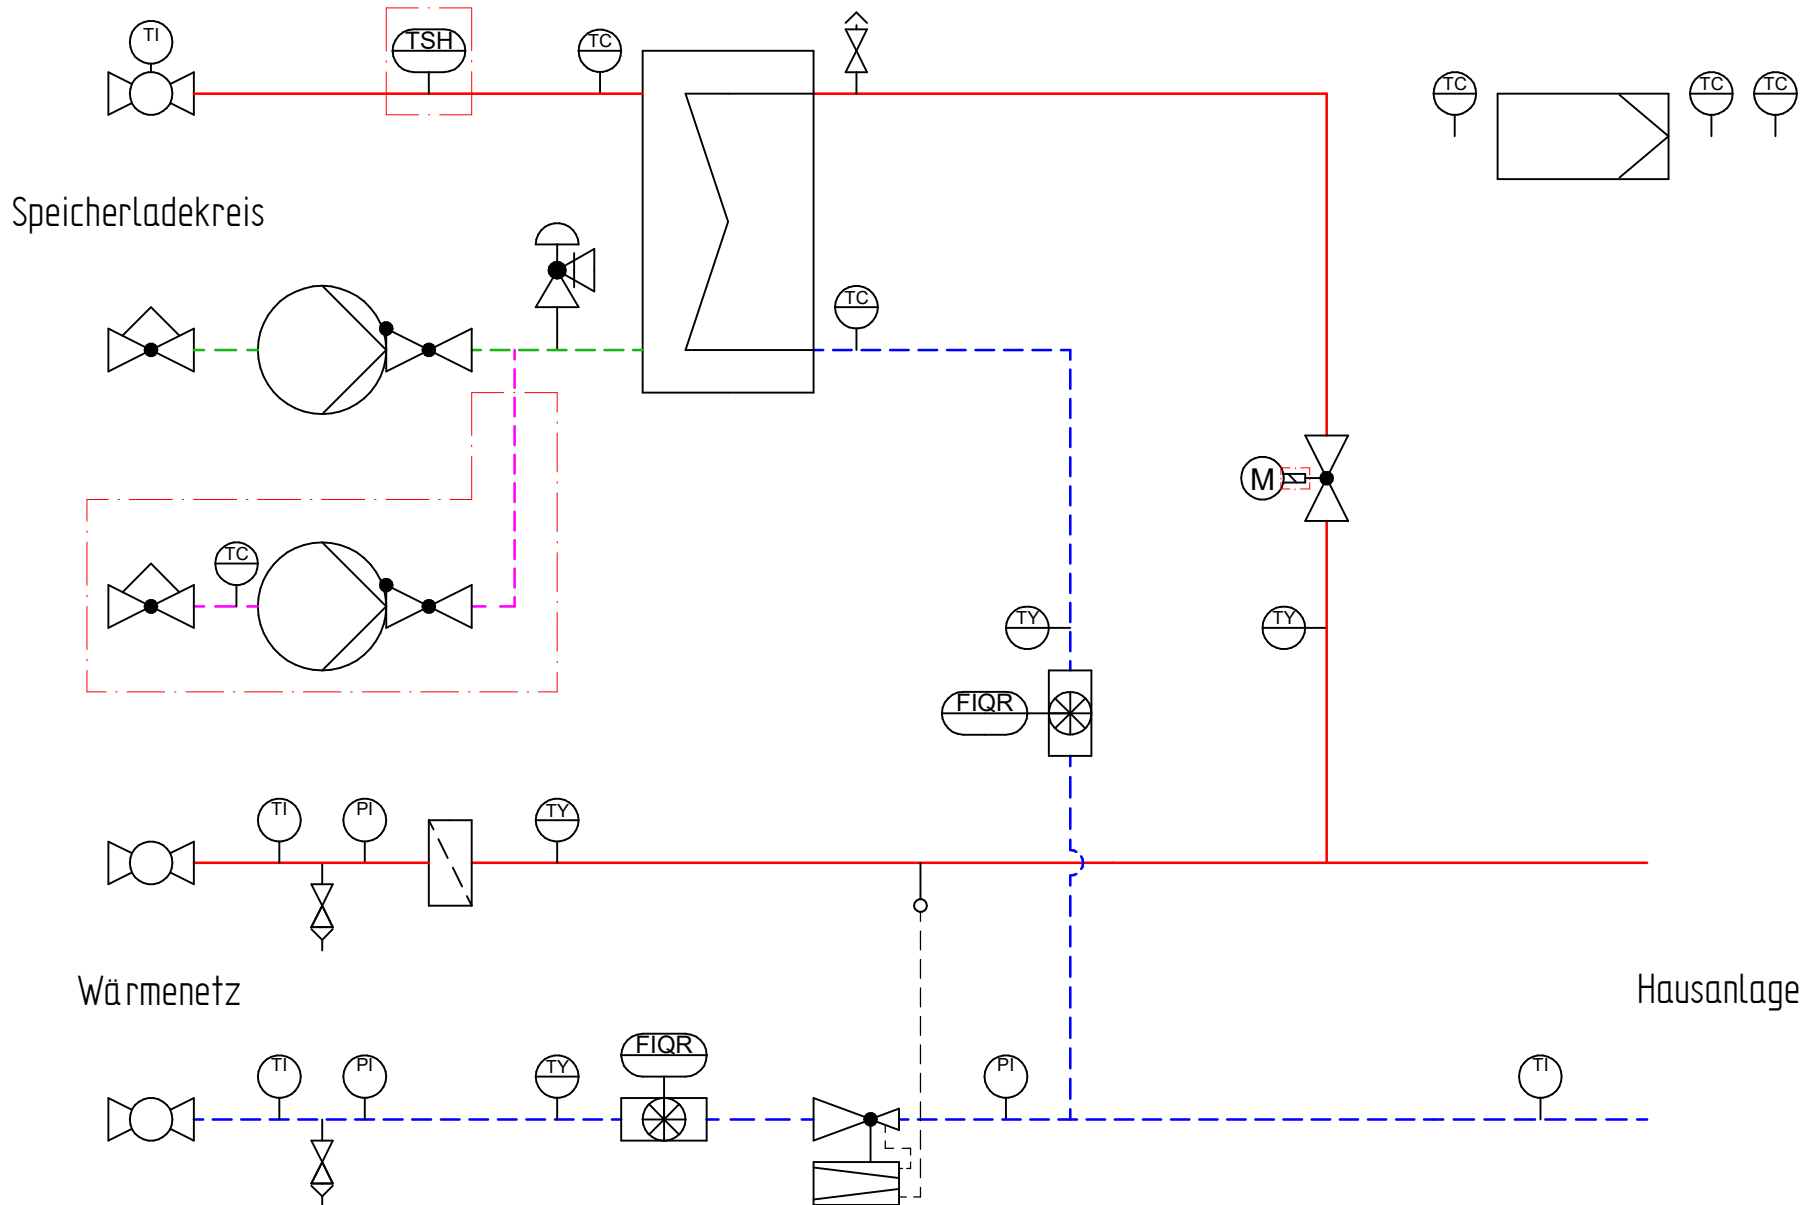 TI
TSH
TC
TC
TC
TC
Speicherladekreis
TC
M
TC
TY
TY
FIQR
TI
PI
TY
Wärmenetz
Hausanlage
FIQR
TI
PI
TY
PI
TI